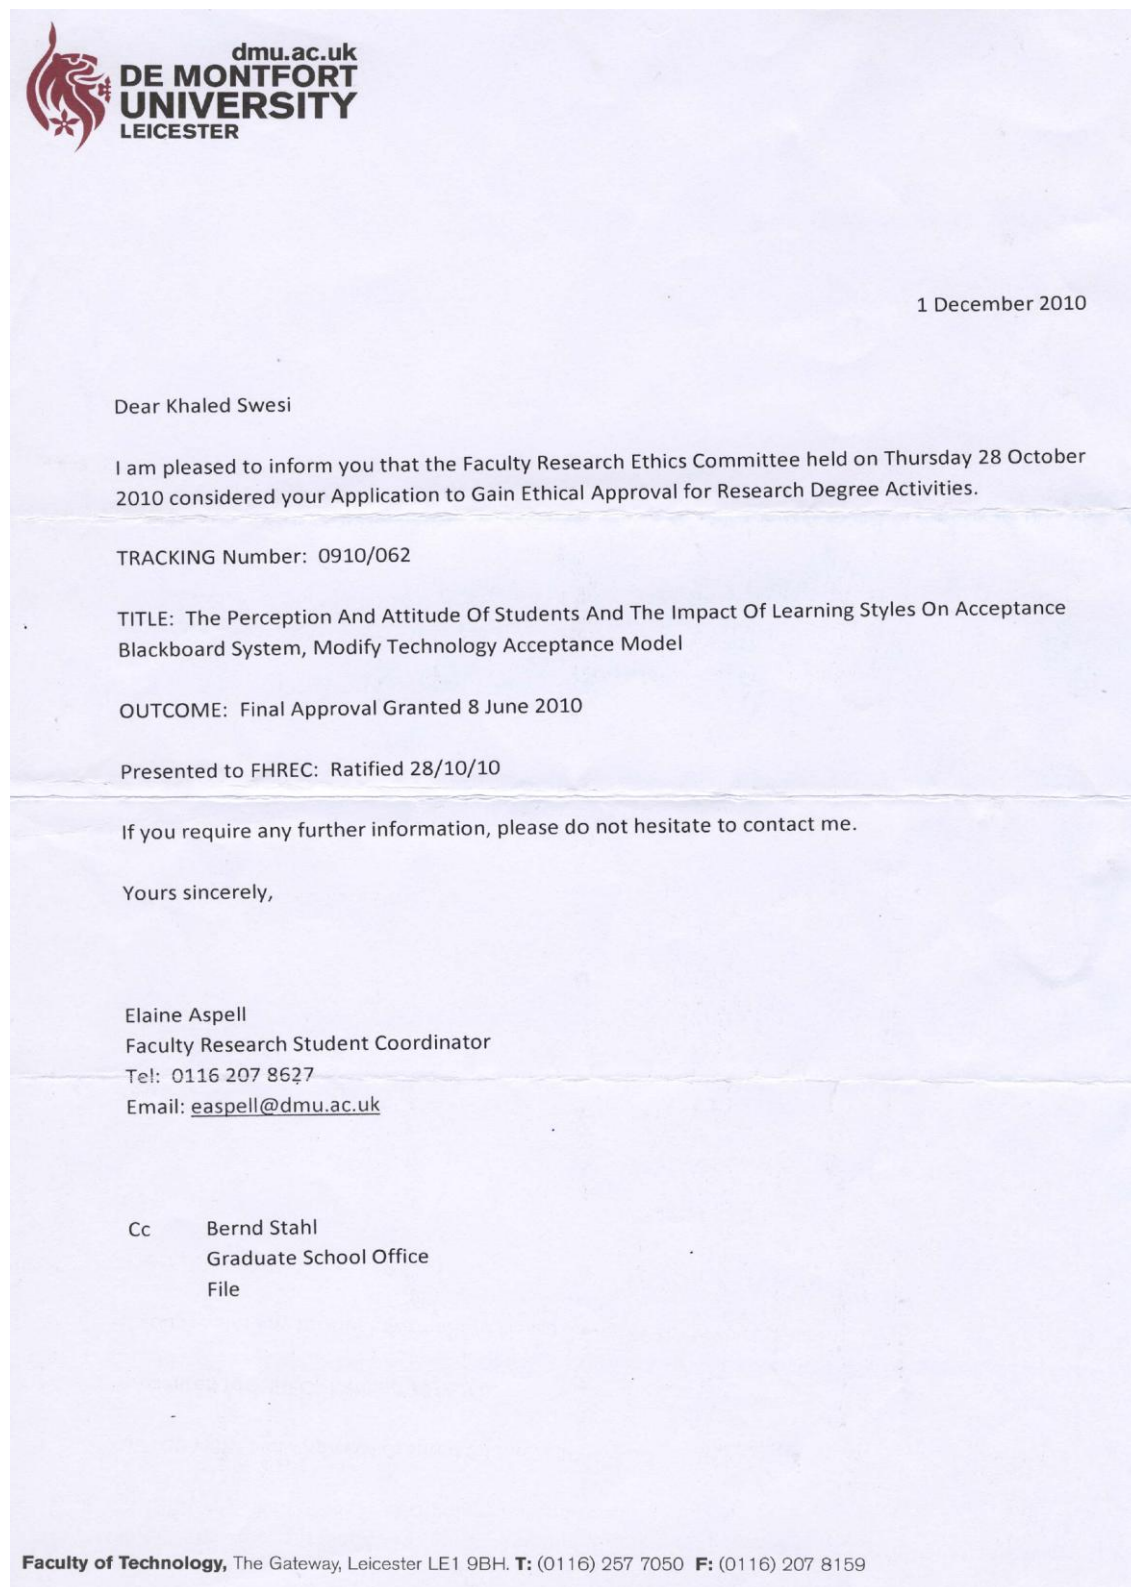 dmu.ac.uk
DE MONTFORT
UNIVERSITY
LEICESTER
1 December 2010
Dear Khaled Swesi
I am pleased to inform you that the Faculty Research Ethics Committee held on Thursday 28 October
2010 considered your Application to Gain Ethical Approval for Research Degree Activities.
TRACKING Number: 0910/062
TITLE: The Perception And Attitude Of Students And The Impact Of Learning Styles On Acceptance
Blackboard System, Modify Technology Acceptance Model
OUTCOME: Final Approval Granted 8 June 2010
Presented to FHREC: Ratified 28/10/10
If you require any further information, please do not hesitate to contact me.
Yours sincerely,
Elaine Aspell
Faculty Research Student Coordinator
Tel: 0116 207 8627
Email: easpell@dmu.ac.uk
Cc Bernd Stahl
Graduate School Office
File
Faculty of Technology, The Gateway, Leicester LE1 9BH. T: (0116) 257 7050 F: (0116) 207 8159